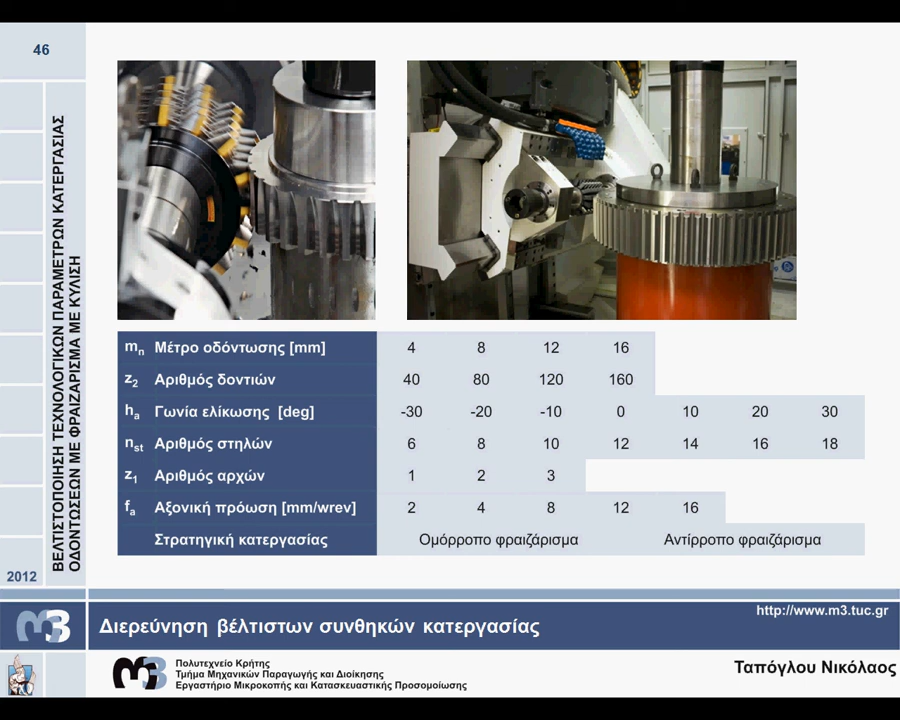 46
ΒΕΛΤΙΣΤΟΠΟΙΗΣΗ ΤΕΧΝΟΛΟΓΙΚΩΝ ΠΑΡΑΜΕΤΡΩΝ ΚΑΤΕΡΓΑΣΙΑΣ
ΟΔΟΝΤΩΣΕΩΝ ΜΕ ΦΡΑΙΖΑΡΙΣΜΑ ΜΕ ΚΥΛΙΣΗ
2012
mn Μέτρο οδόντωσης [mm] 4 8 12 16
z2 Αριθμός δοντιών 40 80 120 160
ha Γωνία ελίκωσης [deg] -30 -20 -10 0 10 20 30
nst Αριθμός στηλών 6 8 10 12 14 16 18
z1 Αριθμός αρχών 1 2 3
fa Αξονική πρόωση [mm/wrev] 2 4 8 12 16
Στρατηγική κατεργασίας Ομόρροπο φραιζάρισμα Αντίρροπο φραιζάρισμα
m3
Διερεύνηση βέλτιστων συνθηκών κατεργασίας
http://www.m3.tuc.gr
m3
Πολυτεχνείο Κρήτης
Τμήμα Μηχανικών Παραγωγής και Διοίκησης
Εργαστήριο Μικροκοπής και Κατασκευαστικής Προσομοίωσης
Ταπόγλου Νικόλαος